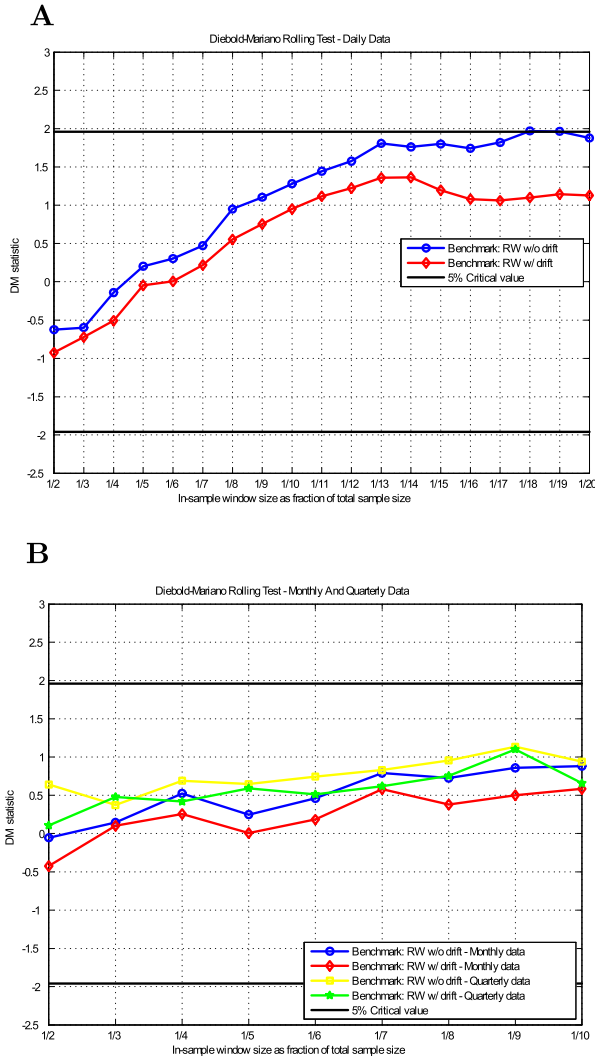 A
Diebold-Mariano Rolling Test - Daily Data
3
2.5
2
1.5
1
0.5
0
-0.5
-1
-1.5
-2
-2.5
DM statistic
Benchmark: RW w/o drift
Benchmark: RW w/ drift
5% Critical value
1/2 1/3 1/4 1/5 1/6 1/7 1/8 1/9 1/10 1/11 1/12 1/13 1/14 1/15 1/16 1/17 1/18 1/19 1/20
In-sample window size as fraction of total sample size
B
Diebold-Mariano Rolling Test - Monthly And Quarterly Data
3
2.5
2
1.5
1
0.5
0
-0.5
-1
-1.5
-2
-2.5
DM statistic
Benchmark: RW w/o drift - Monthly data
Benchmark: RW w/ drift - Monthly data
Benchmark: RW w/o drift - Quarterly data
Benchmark: RW w/ drift - Quarterly data
5% Critical value
1/2 1/3 1/4 1/5 1/6 1/7 1/8 1/9 1/10
In-sample window size as fraction of total sample size